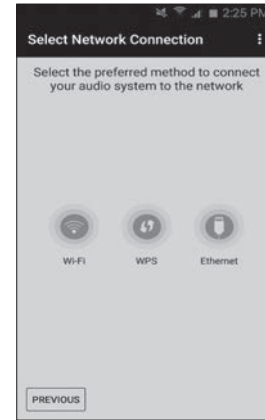 2:25 PM
Select Network Connection
Select the preferred method to connect
your audio system to the network
Wi-Fi
WPS
Ethernet
PREVIOUS